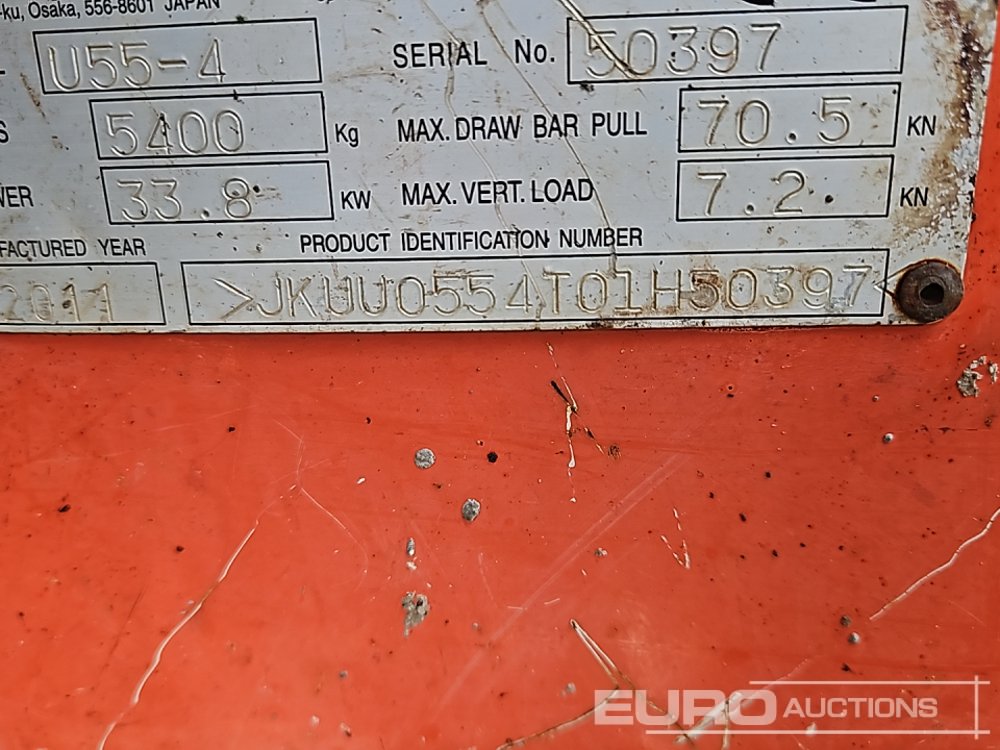 -ku, Osaka, 556-8601 JAPAN
U55-4 SERIAL No. 50397
5400 Kg MAX. DRAW BAR PULL 70.5 KN
33.8 KW MAX. VERT. LOAD 7.2 KN
FACTURED YEAR PRODUCT IDENTIFICATION NUMBER
2011 >JKUU0554T01H50397<
EURO AUCTIONS